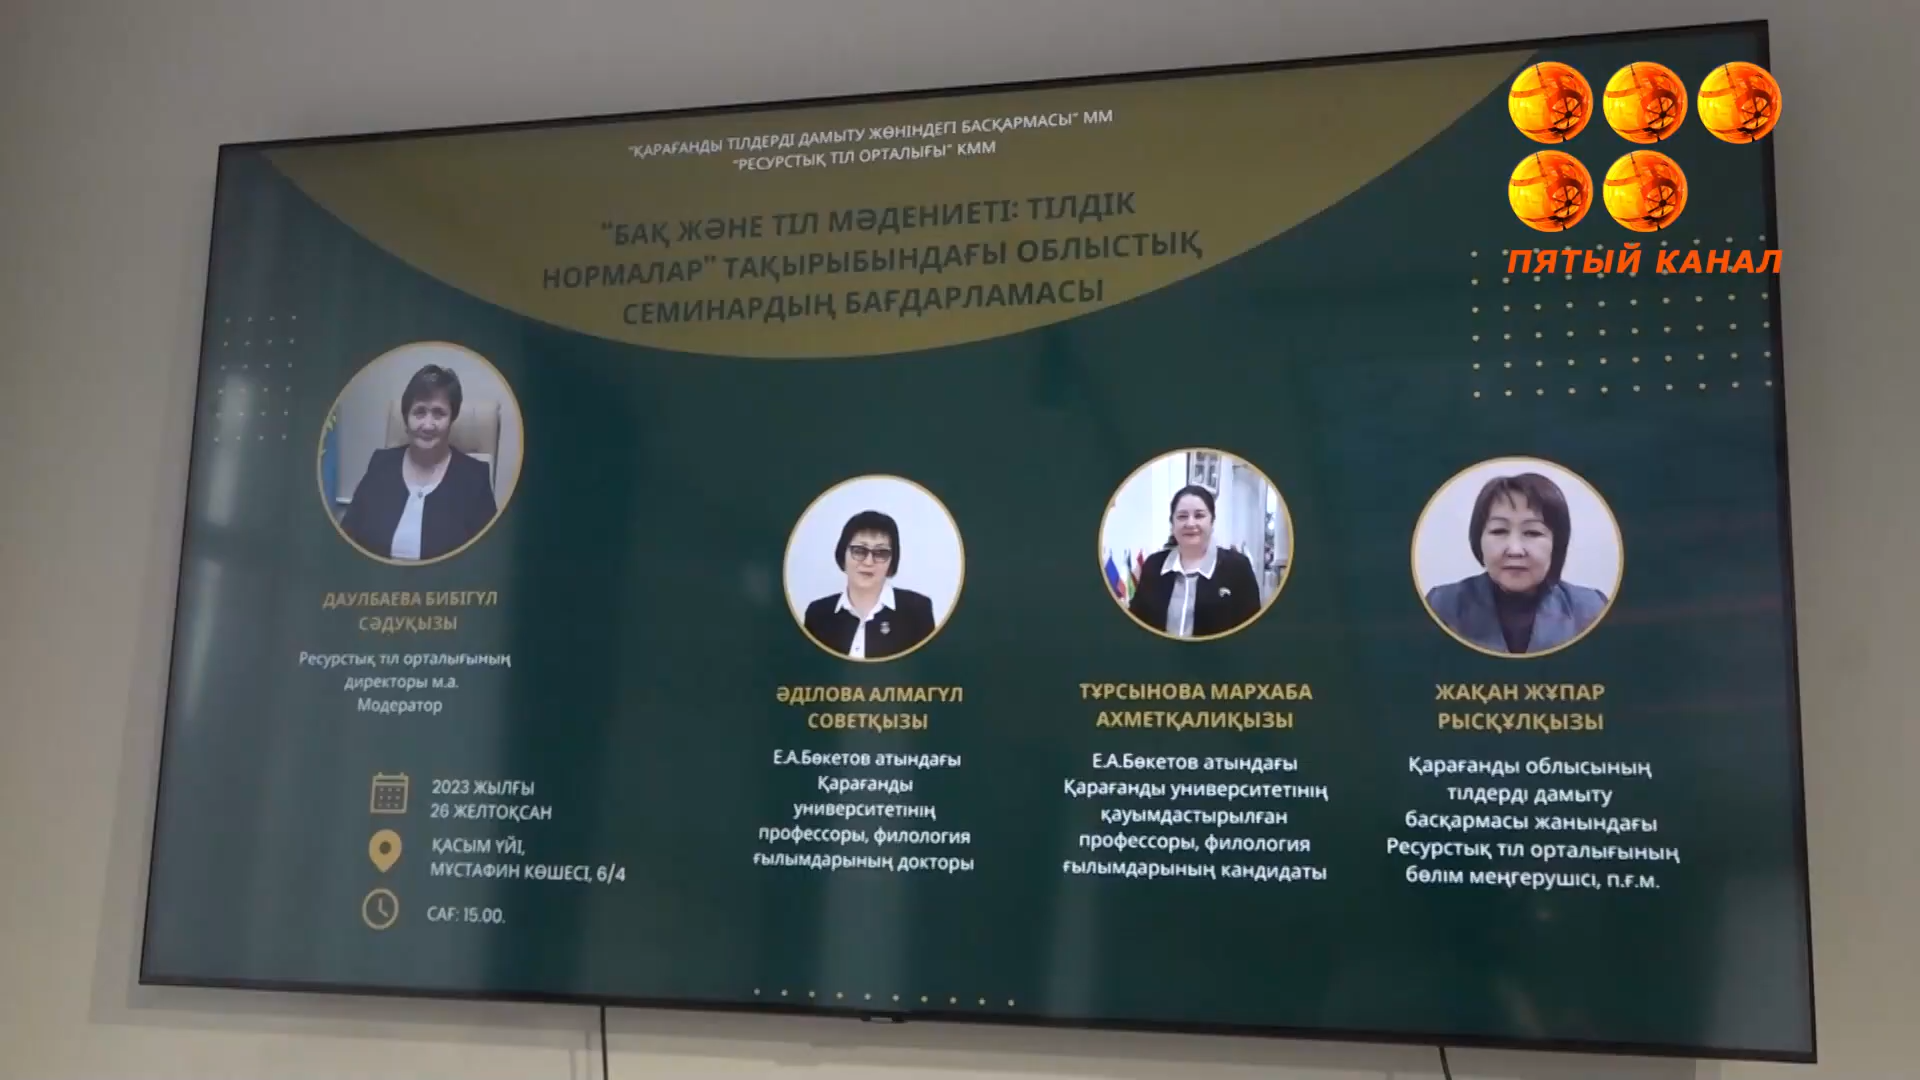 "ҚАРАҒАНДЫ ТІЛДЕРДІ ДАМЫТУ ЖӨНІНДЕГІ БАСҚАРМАСЫ" ММ
"РЕСУРСТЫҚ ТІЛ ОРТАЛЫҒЫ" КММ
"БАҚ ЖӘНЕ ТІЛ МӘДЕНИЕТІ: ТІЛДІК
НОРМАЛАР" ТАҚЫРЫБЫНДАҒЫ ОБЛЫСТЫҚ
СЕМИНАРДЫҢ БАҒДАРЛАМАСЫ
ПЯТЫЙ КАНАЛ
ДАУЛБАЕВА БИБІГҮЛ
СӘДУҚЫЗЫ
Ресурстық тіл орталығының
директоры м.а.
Модератор
2023 ЖЫЛҒЫ
26 ЖЕЛТОҚСАН
ҚАСЫМ ҮЙІ,
МҰСТАФИН КӨШЕСІ, 6/4
САҒ: 15.00.
ӘДІЛОВА АЛМАГҮЛ
СОВЕТҚЫЗЫ
Е.А.Бөкетов атындағы
Қарағанды
университетінің
профессоры, филология
ғылымдарының докторы
ТҰРСЫНОВА МАРХАБА
АХМЕТҚАЛИҚЫЗЫ
Е.А.Бөкетов атындағы
Қарағанды университетінің
қауымдастырылған
профессоры, филология
ғылымдарының кандидаты
ЖАҚАН ЖҰПАР
РЫСҚҰЛҚЫЗЫ
Қарағанды облысының
тілдерді дамыту
басқармасы жанындағы
Ресурстық тіл орталығының
бөлім меңгерушісі, п.ғ.м.